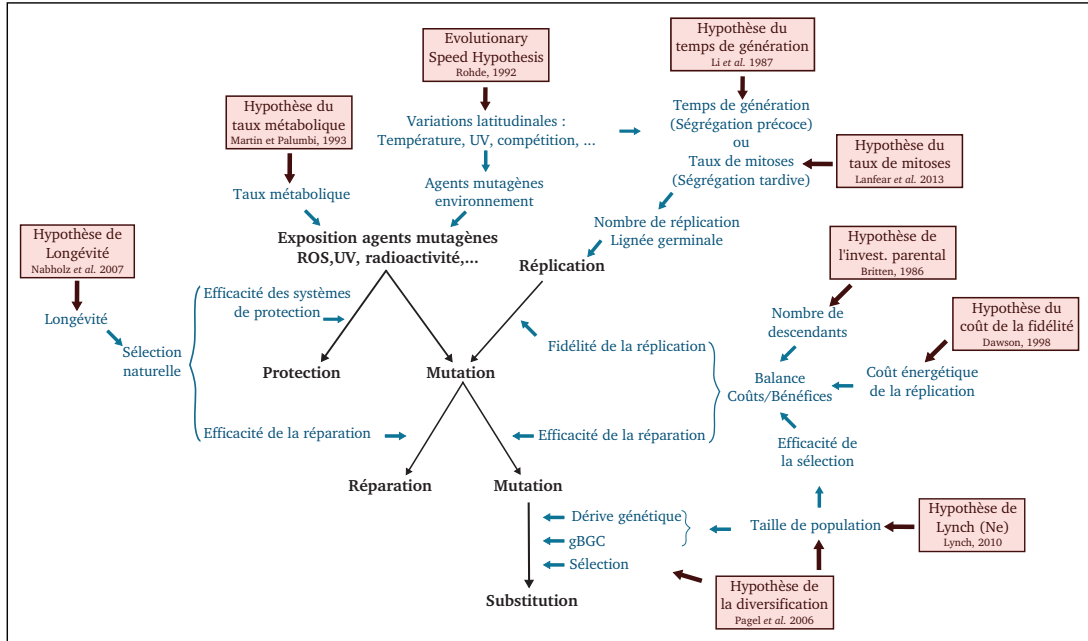 Evolutionary
Speed Hypothesis
Rohde, 1992
Hypothèse du
temps de génération
Li et al. 1987
Hypothèse du
taux métabolique
Martin et Palumbi, 1993
Variations latitudinales :
Température, UV, compétition, ...
Temps de génération
(Ségrégation précoce)
ou
Taux de mitoses
(Ségrégation tardive)
Hypothèse du
taux de mitoses
Lanfear et al. 2013
Taux métabolique
Agents mutagènes
environnement
Nombre de réplication
Lignée germinale
Hypothèse de
Longévité
Nabholz et al. 2007
Exposition agents mutagènes
ROS,UV, radioactivité,...
Réplication
Hypothèse de
l'invest. parental
Britten, 1986
Longévité
Efficacité des systèmes
de protection
Nombre de
descendants
Hypothèse du
coût de la fidélité
Dawson, 1998
Sélection
naturelle
Fidélité de la réplication
Protection
Mutation
Balance
Coûts/Bénéfices
Coût énergétique
de la réplication
Efficacité de la réparation
Efficacité de la réparation
Efficacité de
la sélection
Réparation
Mutation
Dérive génétique
gBGC
Sélection
Taille de population
Hypothèse de
Lynch (Ne)
Lynch, 2010
Substitution
Hypothèse de
la diversification
Pagel et al. 2006